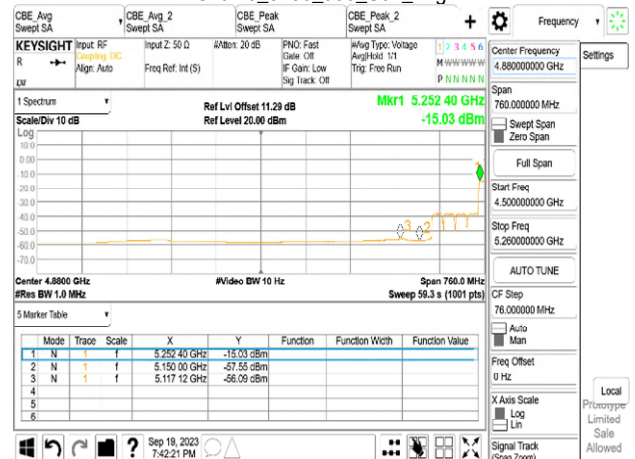 CBE_Avg
Swept SA
CBE_Avg_2
Swept SA
CBE_Peak
Swept SA
CBE_Peak_2
Swept SA
+
Frequency
KEYSIGHT
R
Input: RF
Coupling: DC
Align: Auto
Input Z: 50 Ω
Freq Ref: Int (S)
#Atten: 20 dB
PNO: Fast
Gate: Off
IF Gain: Low
Sig Track: Off
#Avg Type: Voltage
Avg|Hold: 1/1
Trig: Free Run
1 2 3 4 5 6
M W W W W W
P N N N N N
1 Spectrum
Scale/Div 10 dB
Ref Lvl Offset 11.29 dB
Ref Level 20.00 dBm
Mkr1 5.252 40 GHz
-15.03 dBm
Log
10.0
0.00
-10.0
-20.0
-30.0
-40.0
-50.0
-60.0
-70.0
1
3
2
Center 4.8800 GHz
#Video BW 10 Hz
Span 760.0 MHz
#Res BW 1.0 MHz
Sweep 59.3 s (1001 pts)
5 Marker Table
Mode Trace Scale X Y Function Function Width Function Value
1 N 1 f 5.252 40 GHz -15.03 dBm
2 N 1 f 5.150 00 GHz -57.55 dBm
3 N 1 f 5.117 12 GHz -56.09 dBm
4
5
6
?
Sep 19, 2023
7:42:21 PM
Center Frequency
4.880000000 GHz
Settings
Span
760.000000 MHz
Swept Span
Zero Span
Full Span
Start Freq
4.500000000 GHz
Stop Freq
5.260000000 GHz
AUTO TUNE
CF Step
76.000000 MHz
Auto
Man
Freq Offset
0 Hz
X Axis Scale
Log
Lin
Signal Track
(Span Zoom)
Local
Prototype
Limited
Sale
Allowed